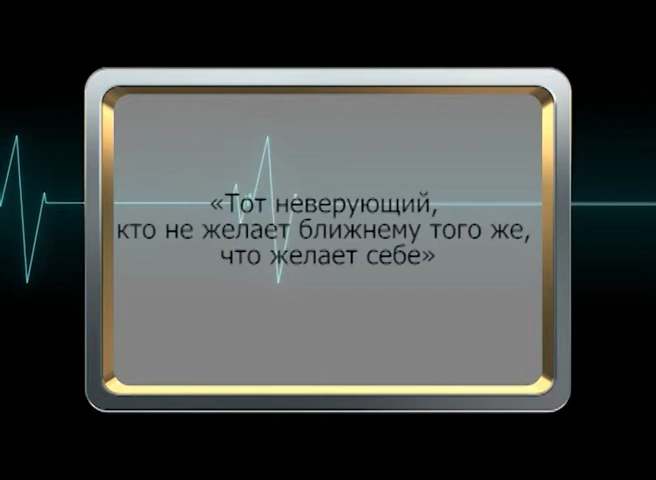 «Тот неверующий,
кто не желает ближнему того же,
что желает себе»